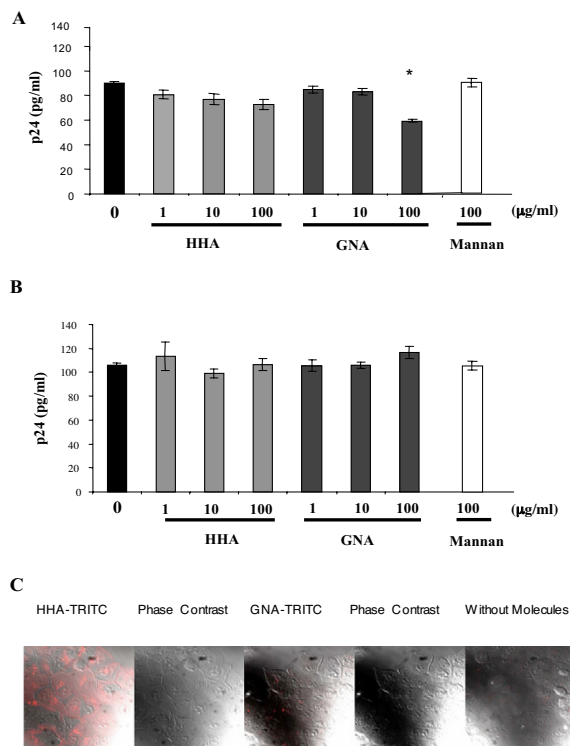 A
140
120
100
80
60
40
20
0
p24 (pg/ml)
*
0 1 10 100 1 10 100 100 (μg/ml)
HHA GNA Mannan
B
140
120
100
80
60
40
20
0
p24 (pg/ml)
0 1 10 100 1 10 100 100 (μg/ml)
HHA GNA Mannan
C
HHA-TRITC Phase Contrast GNA-TRITC Phase Contrast Without Molecules